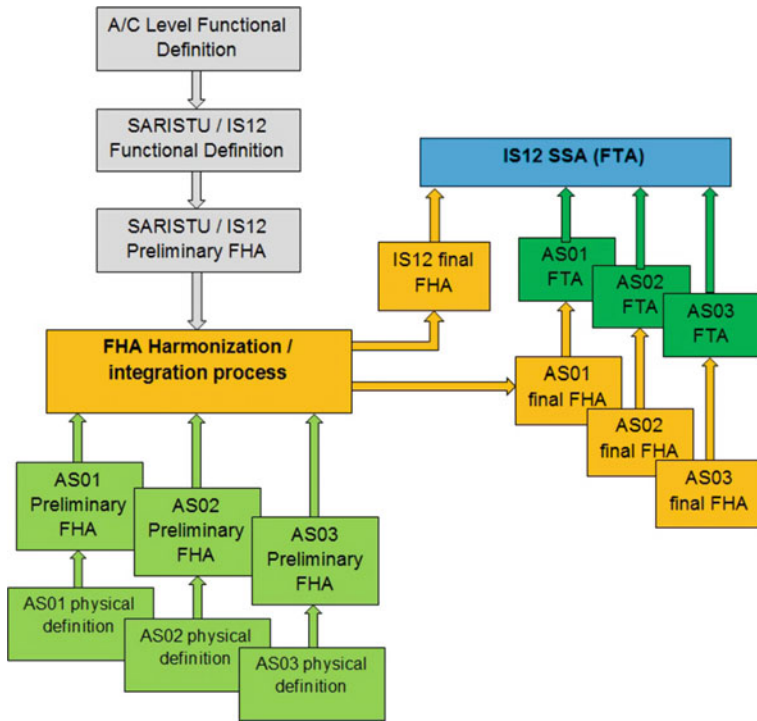 A/C Level Functional
Definition
SARISTU / IS12
Functional Definition
SARISTU / IS12
Preliminary FHA
FHA Harmonization /
integration process
IS12 SSA (FTA)
IS12 final
FHA
AS01
FTA
AS02
FTA
AS03
FTA
AS01
final FHA
AS02
final FHA
AS03
final FHA
AS01
Preliminary
FHA
AS02
Preliminary
FHA
AS03
Preliminary
FHA
AS01 physical
definition
AS02 physical
definition
AS03 physical
definition